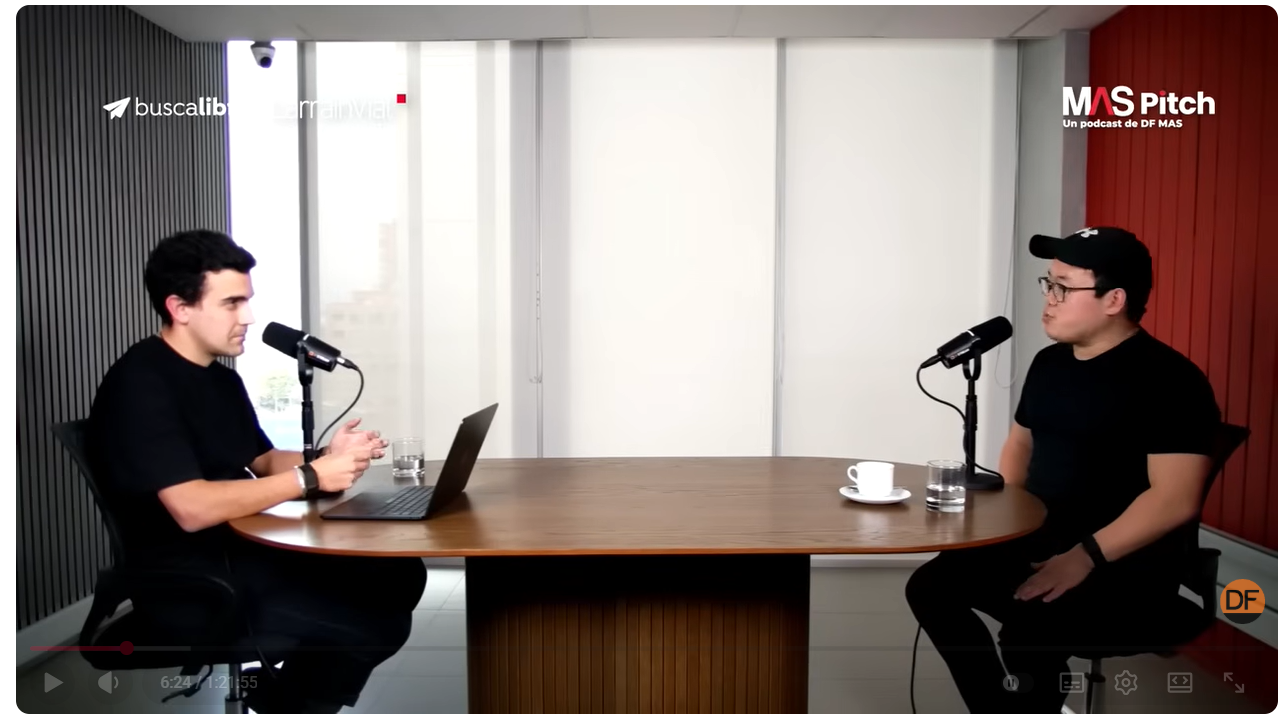 buscalib
MAS Pitch
Un podcast de DF MAS
DF
6:24 / 1:21:55